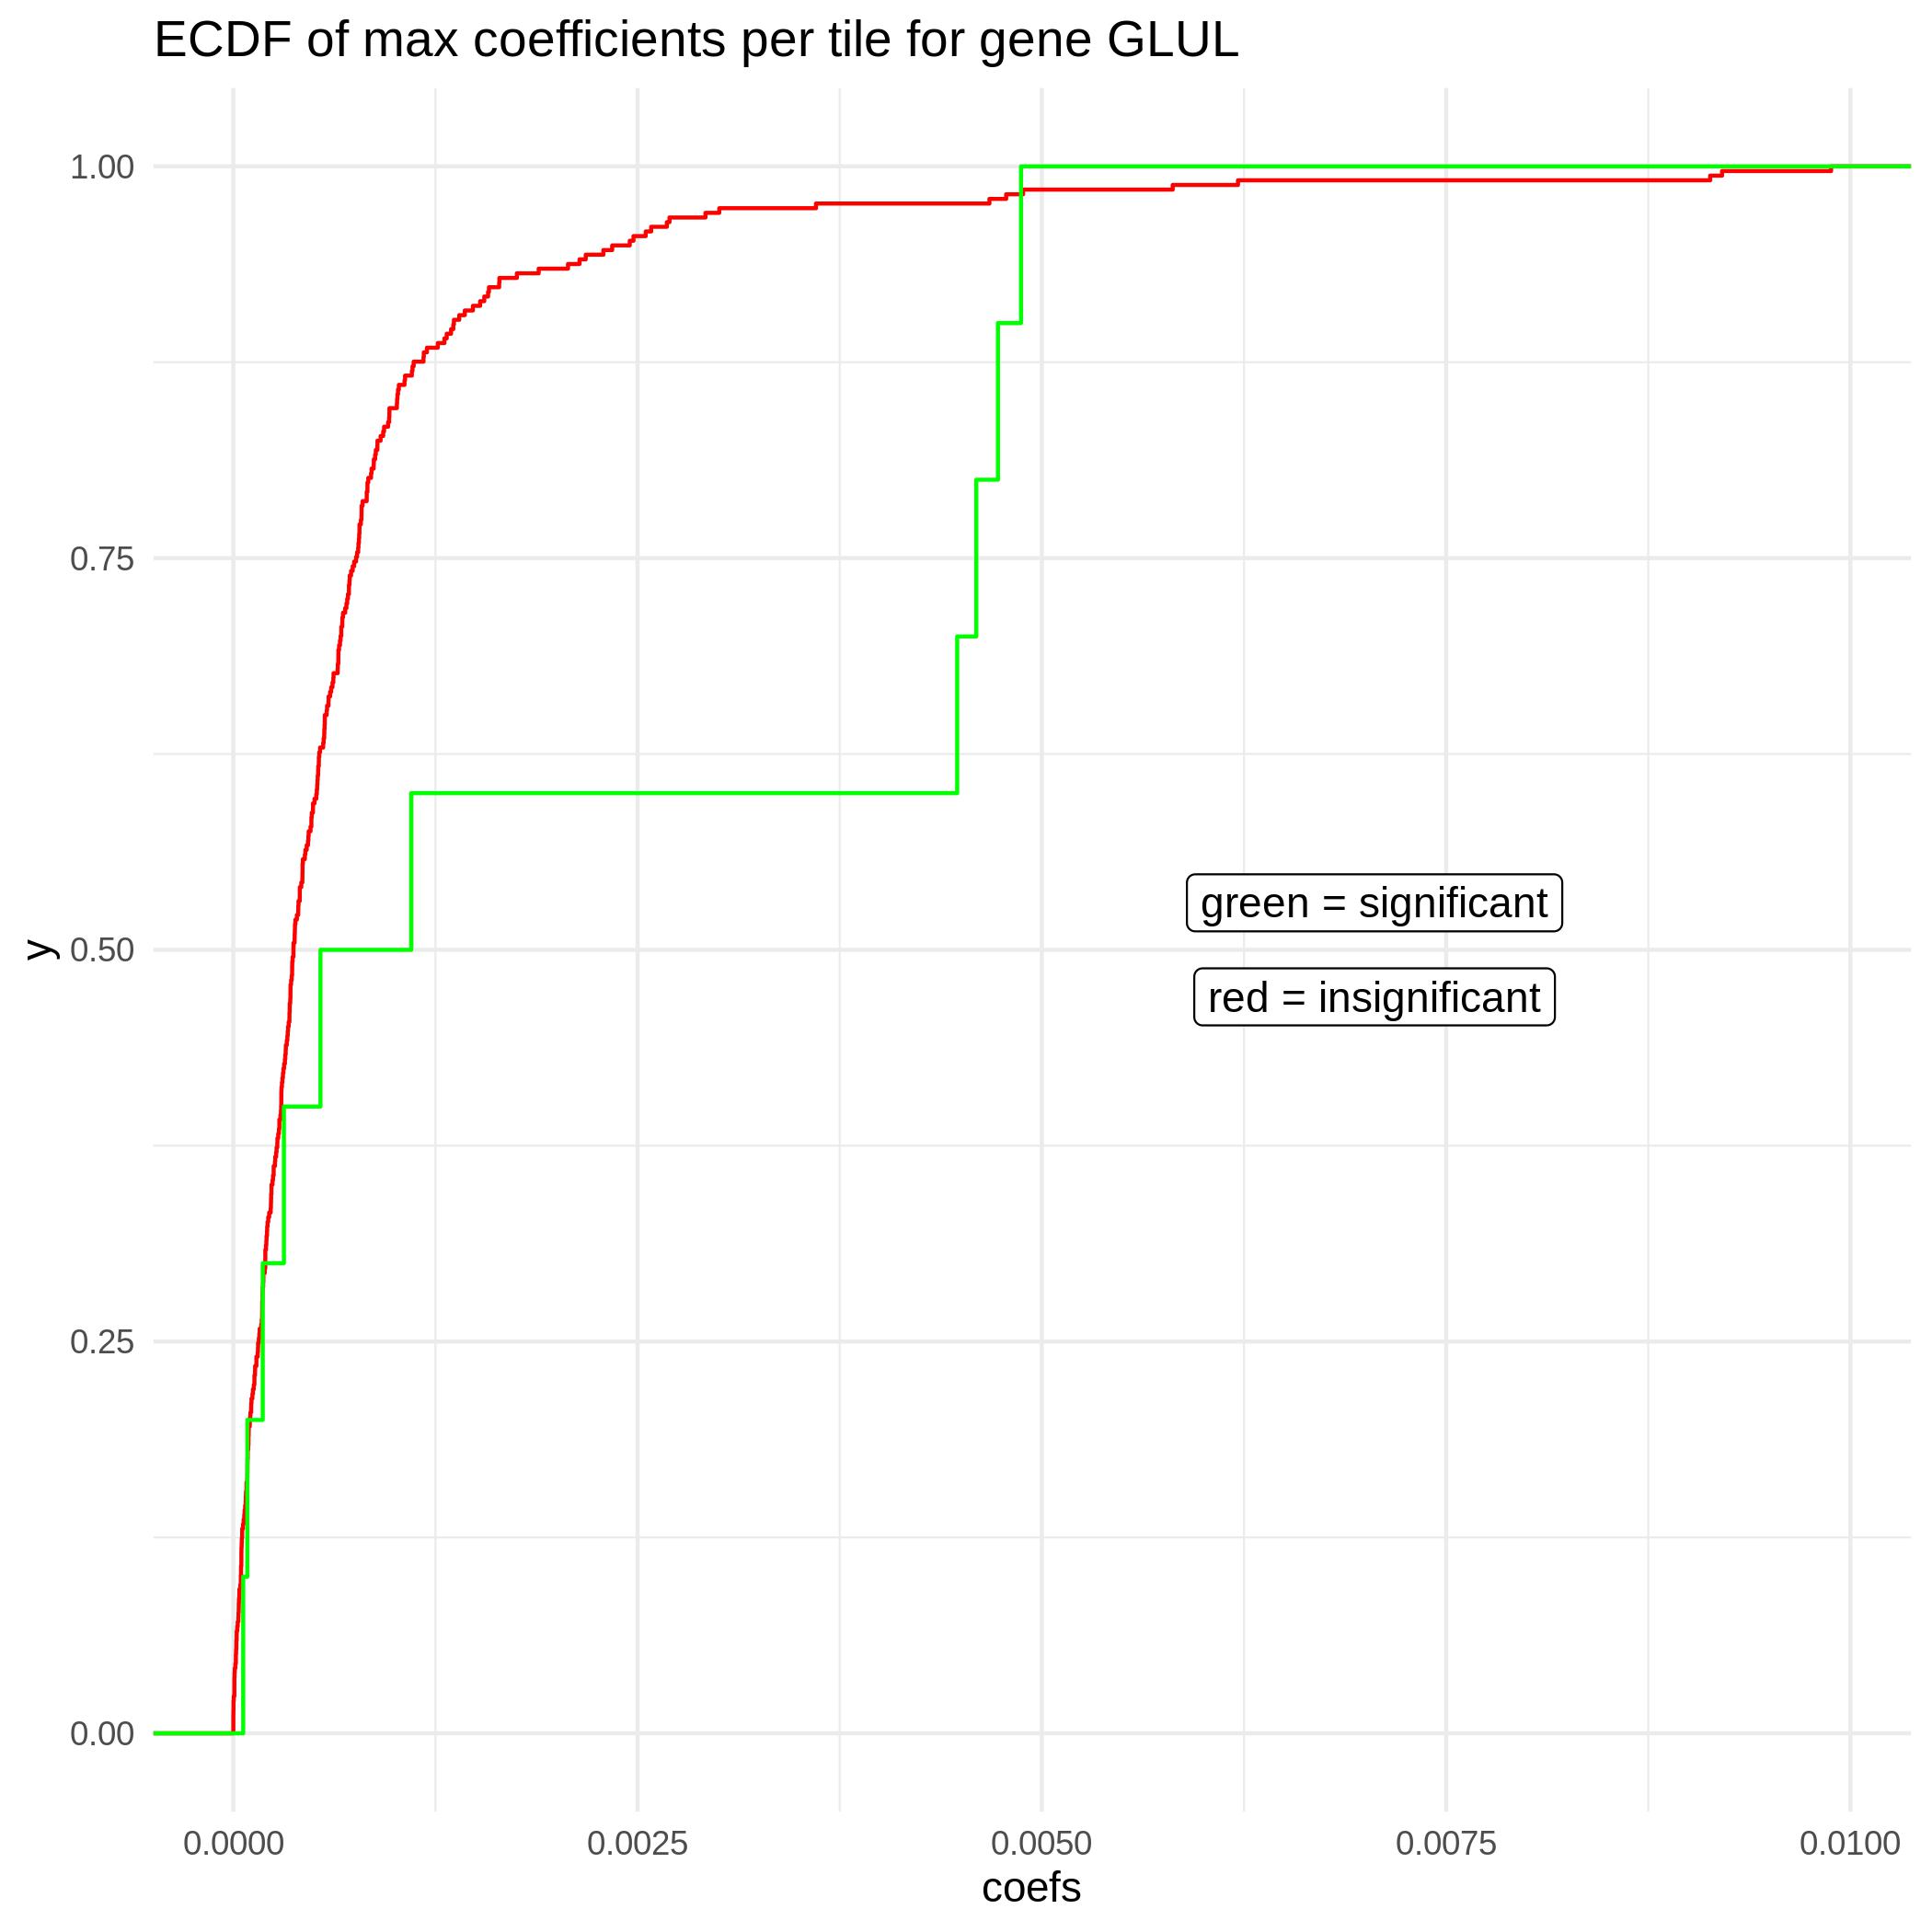 ECDF of max coefficients per tile for gene GLUL
1.00
0.75
0.50
0.25
0.00
y
green = significant
red = insignificant
0.0000 0.0025 0.0050 0.0075 0.0100
coefs